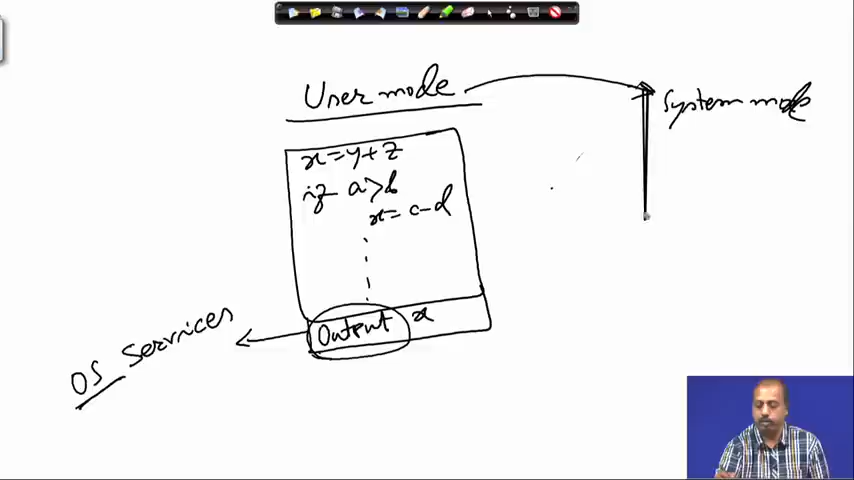 User mode
System mode
x=y+z
if a>b
x=c-d
Output x
OS Services